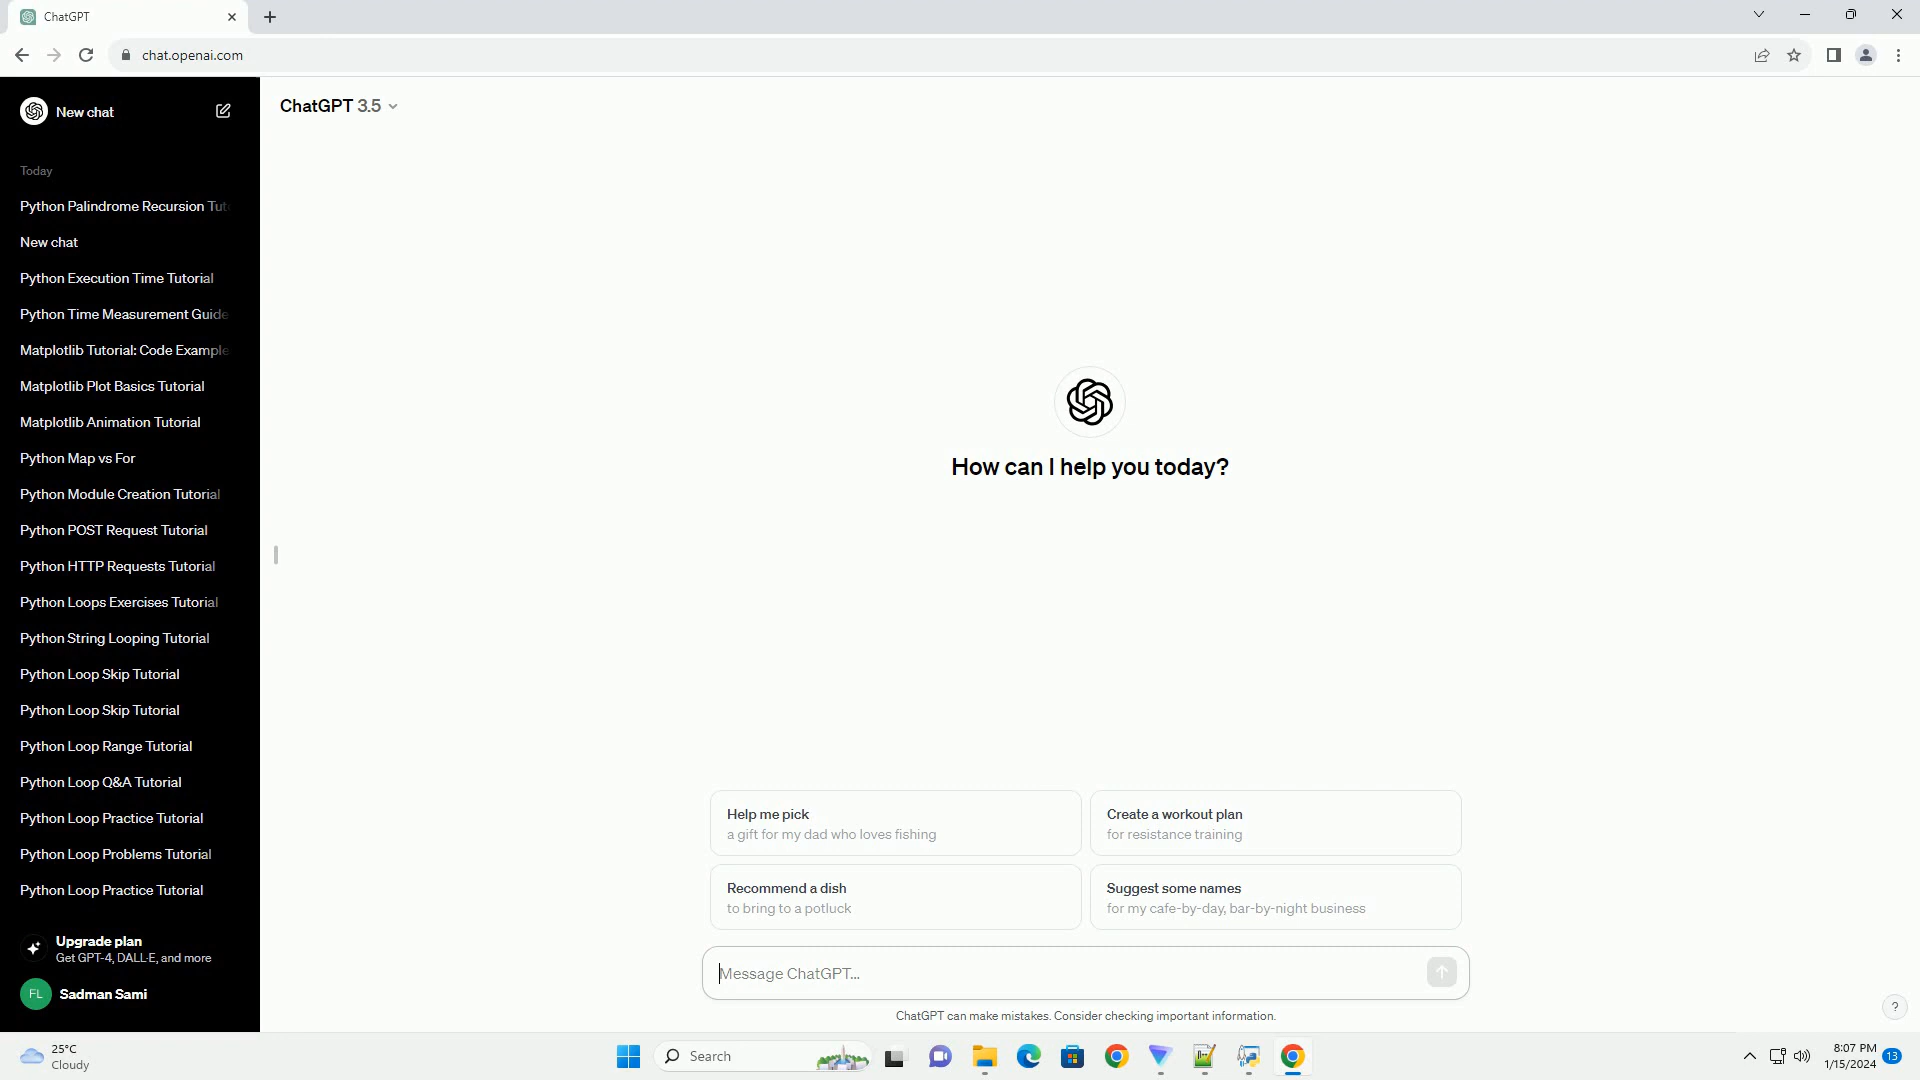 ChatGPT
chat.openai.com
New chat
ChatGPT 3.5
Today
Python Palindrome Recursion Tut
New chat
Python Execution Time Tutorial
Python Time Measurement Guide
Matplotlib Tutorial: Code Example
Matplotlib Plot Basics Tutorial
Matplotlib Animation Tutorial
Python Map vs For
Python Module Creation Tutorial
Python POST Request Tutorial
Python HTTP Requests Tutorial
Python Loops Exercises Tutorial
Python String Looping Tutorial
Python Loop Skip Tutorial
Python Loop Skip Tutorial
Python Loop Range Tutorial
Python Loop Q&A Tutorial
Python Loop Practice Tutorial
Python Loop Problems Tutorial
Python Loop Practice Tutorial
Upgrade plan
Get GPT-4, DALL·E, and more
FL
Sadman Sami
How can I help you today?
Help me pick
a gift for my dad who loves fishing
Create a workout plan
for resistance training
Recommend a dish
to bring to a potluck
Suggest some names
for my cafe-by-day, bar-by-night business
Message ChatGPT...
ChatGPT can make mistakes. Consider checking important information.
?
25°C
Cloudy
Search
8:07 PM
1/15/2024
13